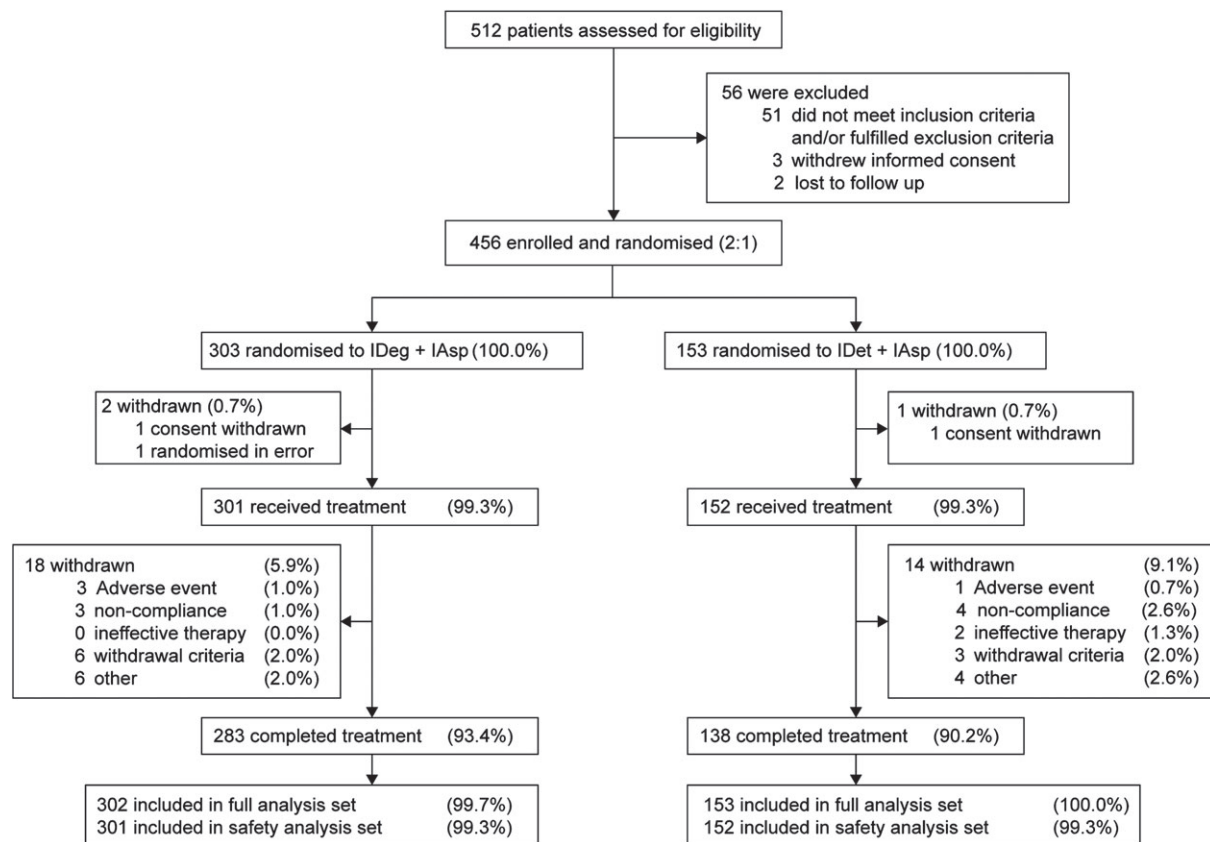 512 patients assessed for eligibility
56 were excluded
51 did not meet inclusion criteria
and/or fulfilled exclusion criteria
3 withdrew informed consent
2 lost to follow up
456 enrolled and randomised (2:1)
303 randomised to IDeg + IAsp (100.0%)
153 randomised to IDet + IAsp (100.0%)
2 withdrawn (0.7%)
1 consent withdrawn
1 randomised in error
1 withdrawn (0.7%)
1 consent withdrawn
301 received treatment (99.3%)
152 received treatment (99.3%)
18 withdrawn (5.9%)
3 Adverse event (1.0%)
3 non-compliance (1.0%)
0 ineffective therapy (0.0%)
6 withdrawal criteria (2.0%)
6 other (2.0%)
14 withdrawn (9.1%)
1 Adverse event (0.7%)
4 non-compliance (2.6%)
2 ineffective therapy (1.3%)
3 withdrawal criteria (2.0%)
4 other (2.6%)
283 completed treatment (93.4%)
138 completed treatment (90.2%)
302 included in full analysis set (99.7%)
301 included in safety analysis set (99.3%)
153 included in full analysis set (100.0%)
152 included in safety analysis set (99.3%)